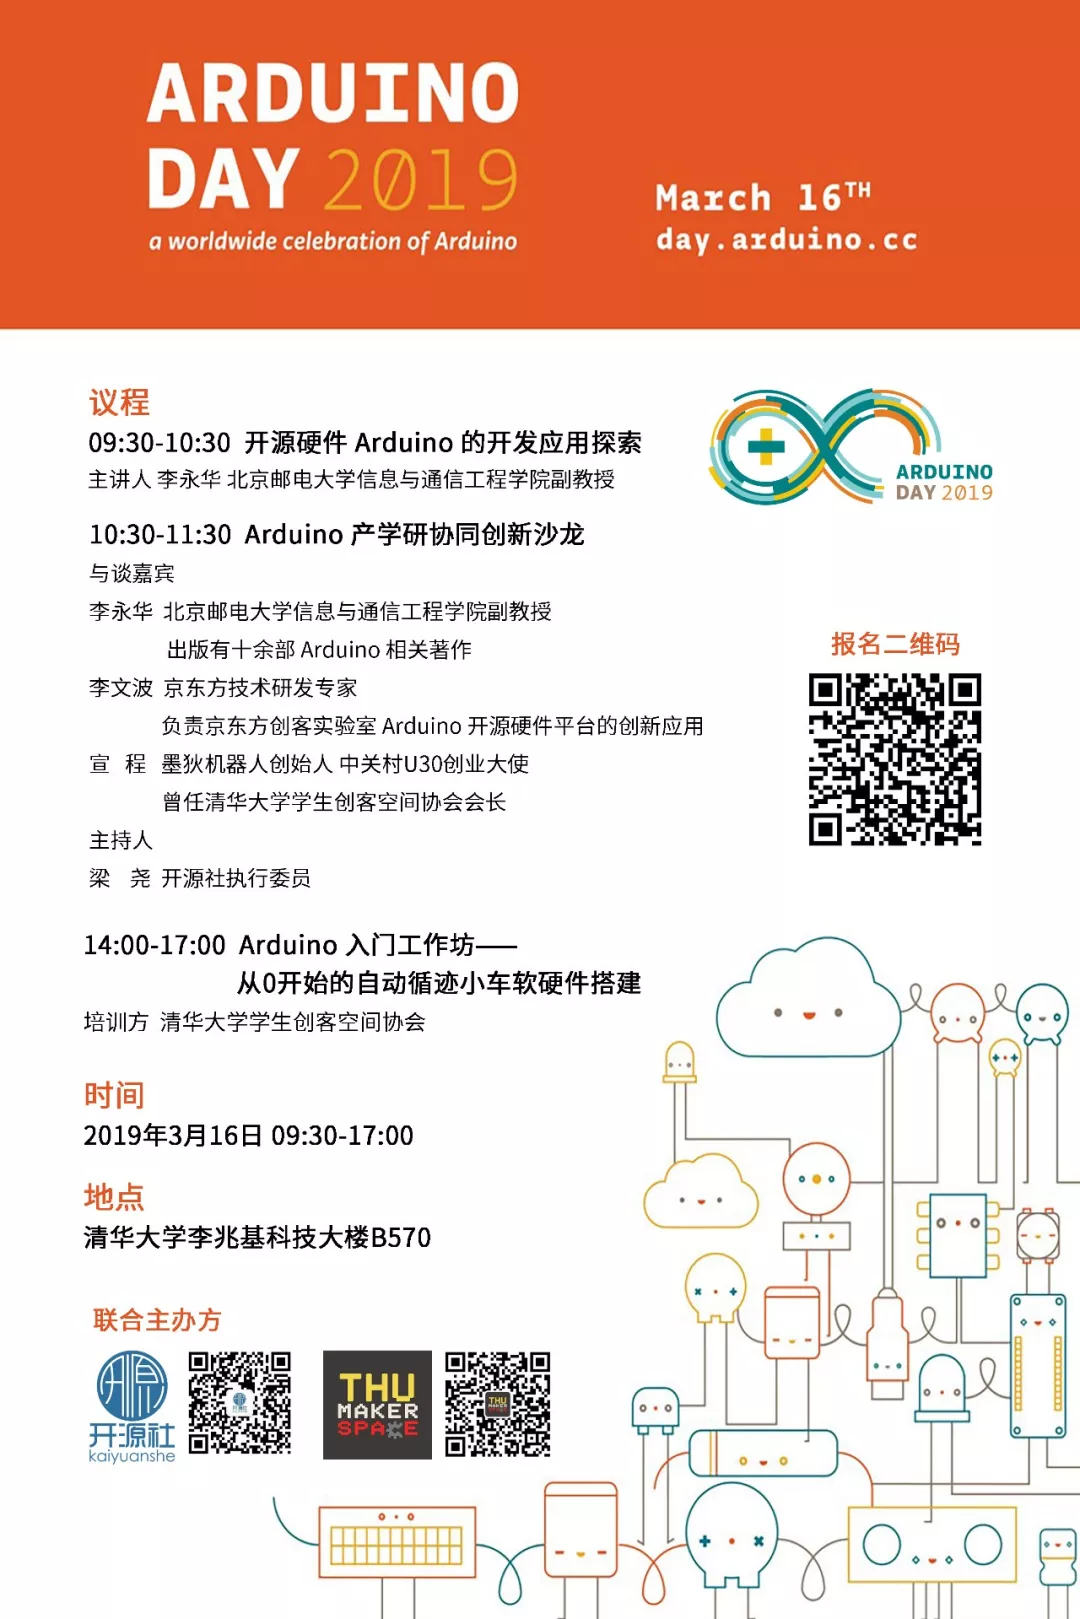 ARDUINO
DAY 2019
a worldwide celebration of Arduino
March 16TH
day.arduino.cc
议程
09:30-10:30 开源硬件 Arduino 的开发应用探索
主讲人 李永华 北京邮电大学信息与通信工程学院副教授
ARDUINO
DAY 2019
10:30-11:30 Arduino 产学研协同创新沙龙
与谈嘉宾
李永华 北京邮电大学信息与通信工程学院副教授
出版有十余部 Arduino 相关著作
李文波 京东方技术研发专家
负责京东方创客实验室 Arduino 开源硬件平台的创新应用
宣 程 墨狄机器人创始人 中关村U30创业大使
曾任清华大学学生创客空间协会会长
主持人
梁 尧 开源社执行委员
报名二维码
14:00-17:00 Arduino 入门工作坊——
从0开始的自动循迹小车软硬件搭建
培训方 清华大学学生创客空间协会
时间
2019年3月16日 09:30-17:00
地点
清华大学李兆基科技大楼B570
联合主办方
开源
开源社
kaiyuanshe
THU
MAKER
SPACE
THU
MAKER
SPACE